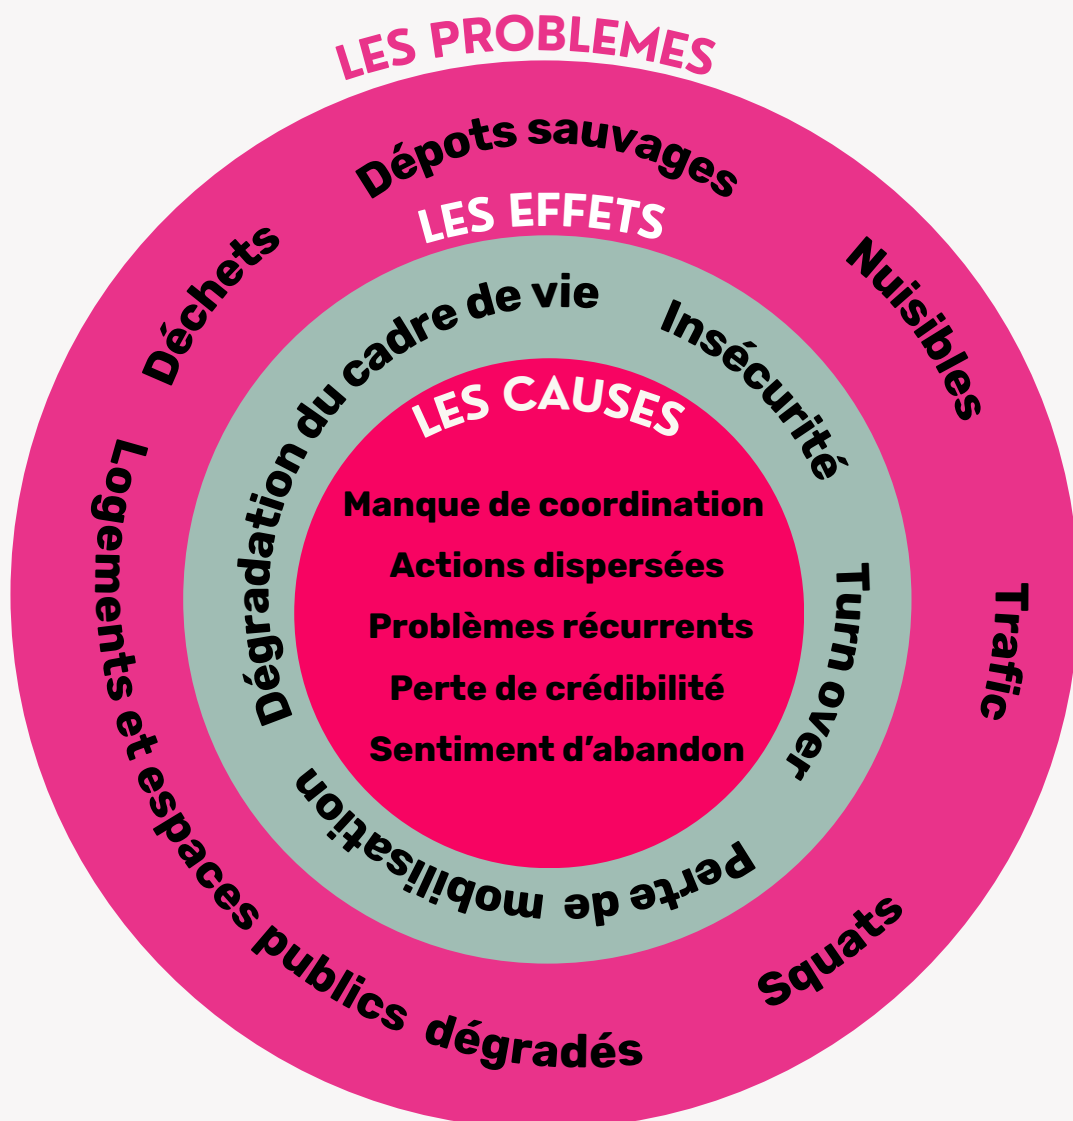 LES PROBLEMES
Dépots sauvages
Nuisibles
Trafic
Squats
Logements et espaces publics dégradés
Déchets
LES EFFETS
Dégradation du cadre de vie
Insécurité
Turn over
Perte de mobilisation
LES CAUSES
Manque de coordination
Actions dispersées
Problèmes récurrents
Perte de crédibilité
Sentiment d’abandon